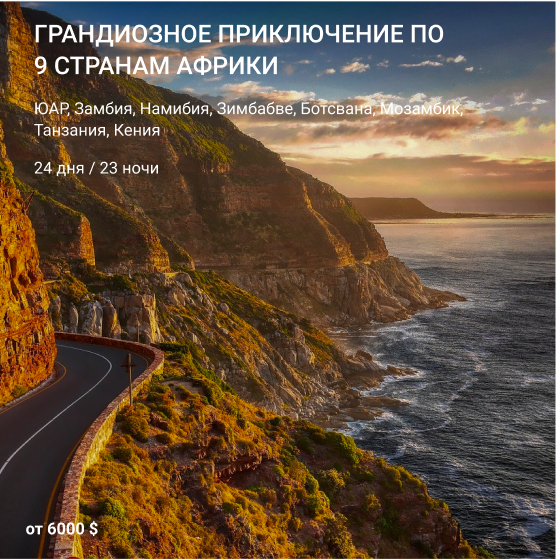 ГРАНДИОЗНОЕ ПРИКЛЮЧЕНИЕ ПО
9 СТРАНАМ АФРИКИ
ЮАР, Замбия, Намибия, Зимбабве, Ботсвана, Мозамбик,
Танзания, Кения
24 дня / 23 ночи
от 6000 $